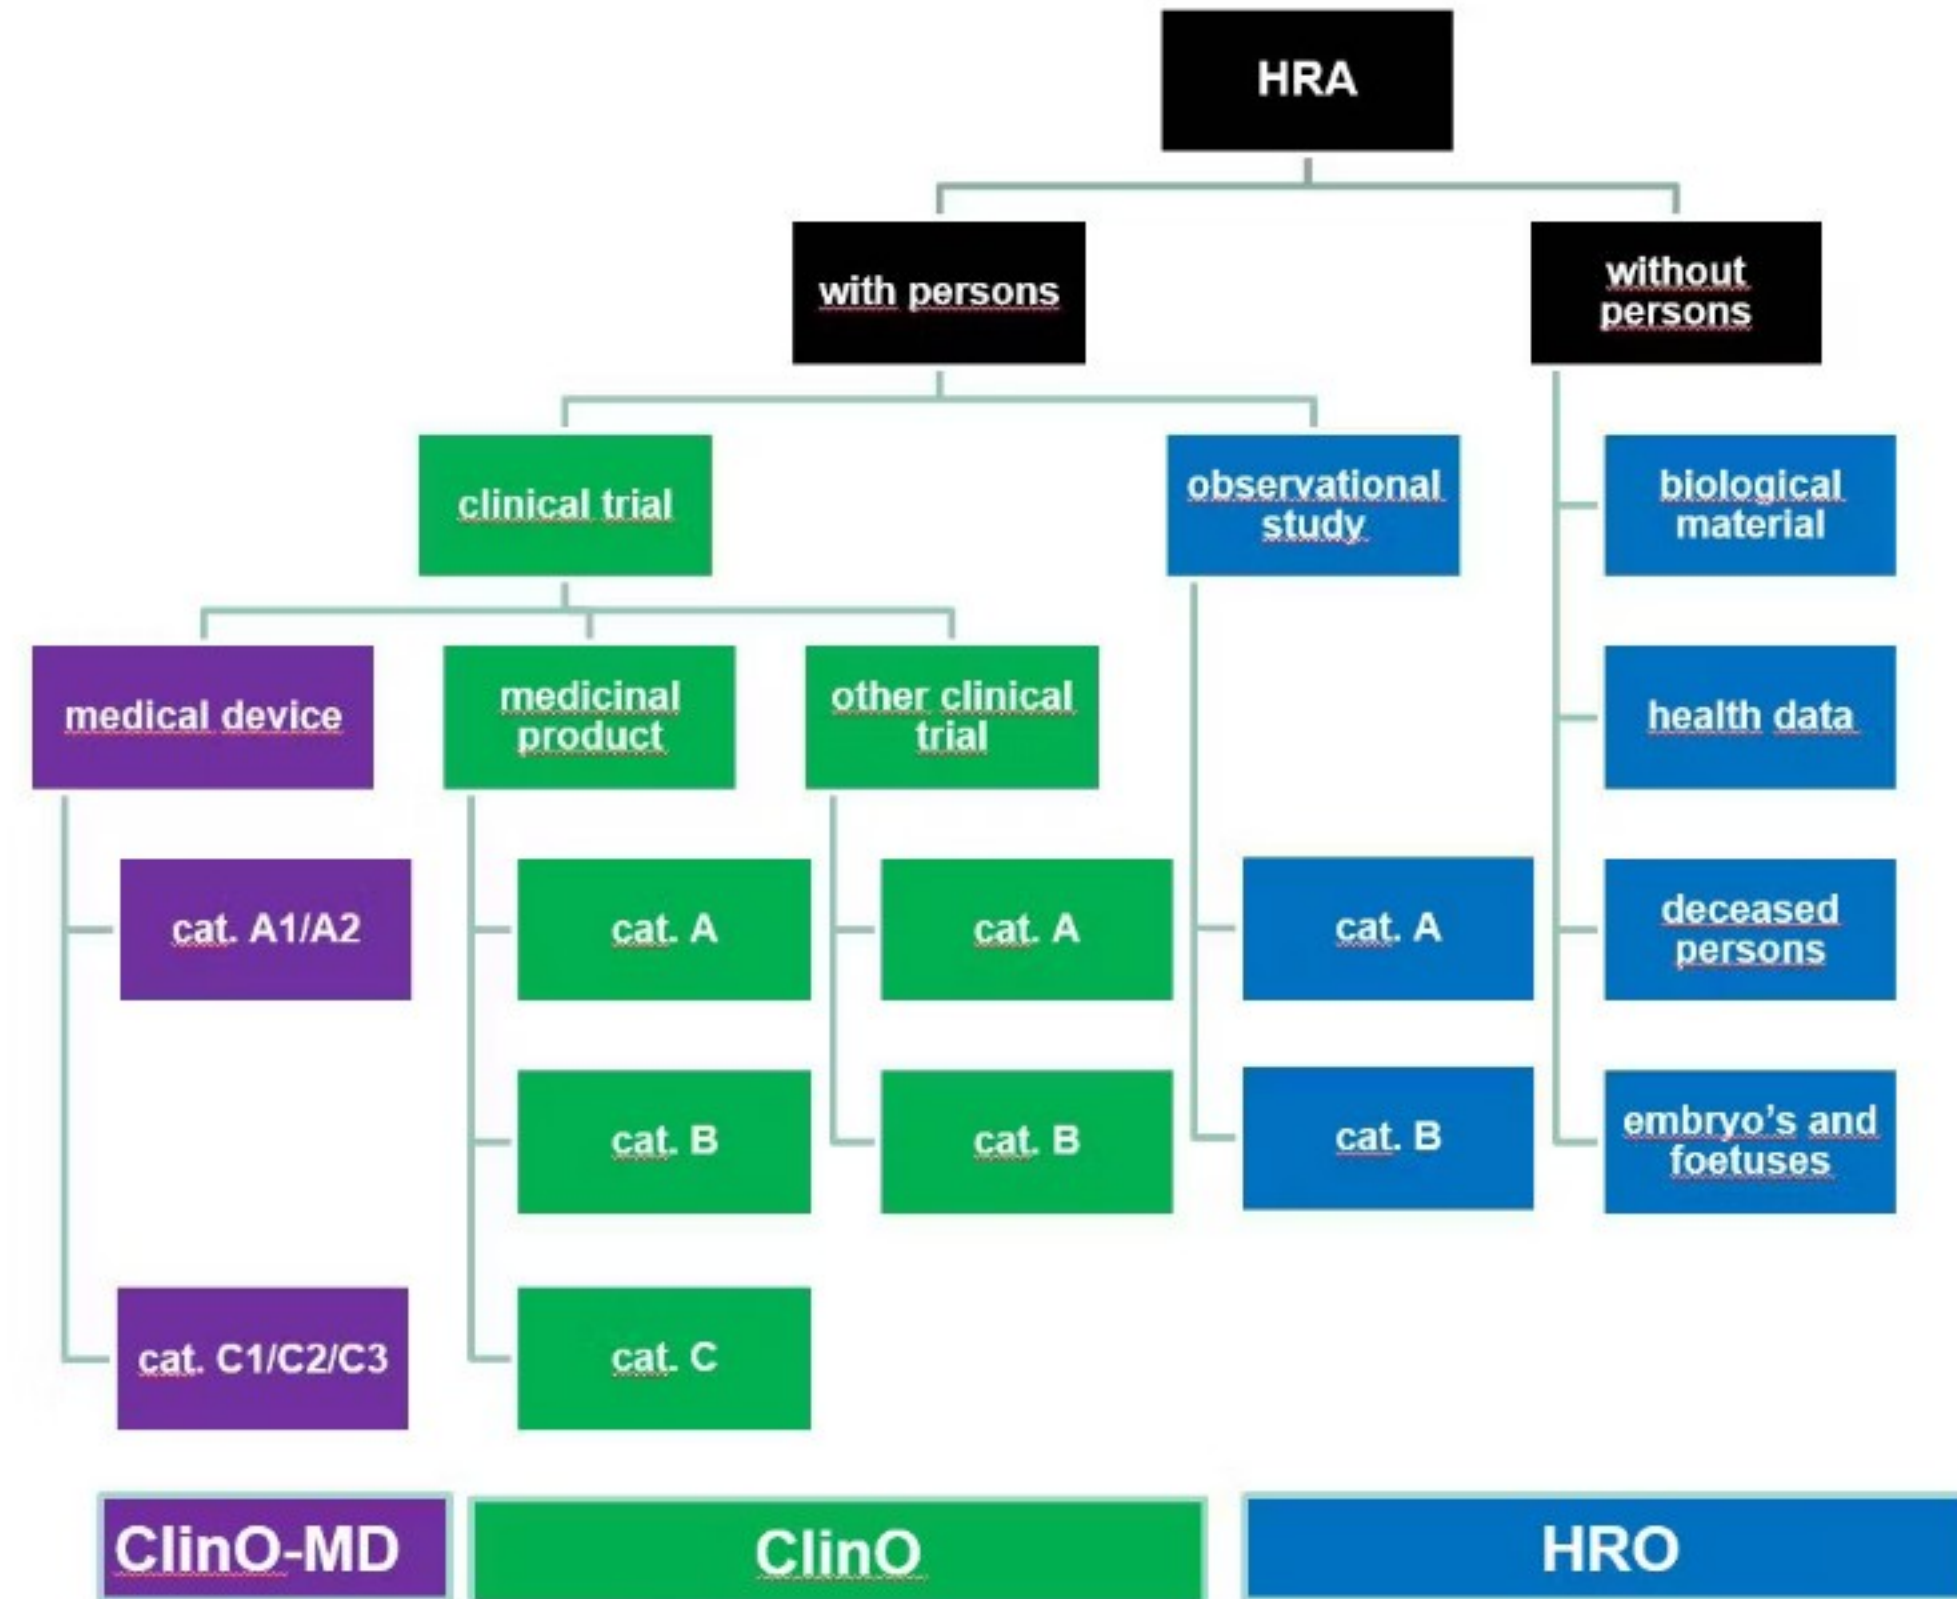 HRA
with persons
without
persons
clinical trial
observational
study
biological
material
medical device
medicinal
product
other clinical
trial
health data
cat. A1/A2
cat. A
cat. A
cat. A
deceased
persons
cat. B
cat. B
cat. B
embryo's and
foetuses
cat. C1/C2/C3
cat. C
ClinO-MD
ClinO
HRO